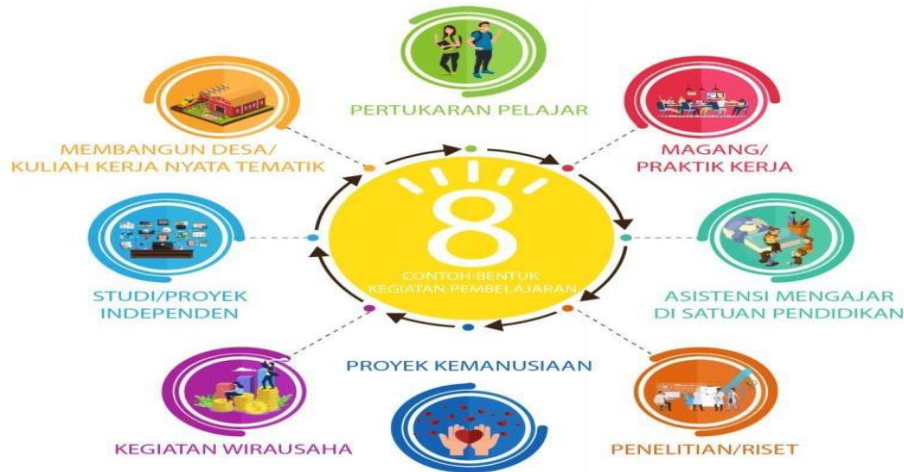 PERTUKARAN PELAJAR
MAGANG/
PRAKTIK KERJA
ASISTENSI MENGAJAR
DI SATUAN PENDIDIKAN
PENELITIAN/RISET
PROYEK KEMANUSIAAN
KEGIATAN WIRAUSAHA
STUDI/PROYEK
INDEPENDEN
MEMBANGUN DESA/
KULIAH KERJA NYATA TEMATIK
8
CONTOH BENTUK
KEGIATAN PEMBELAJARAN